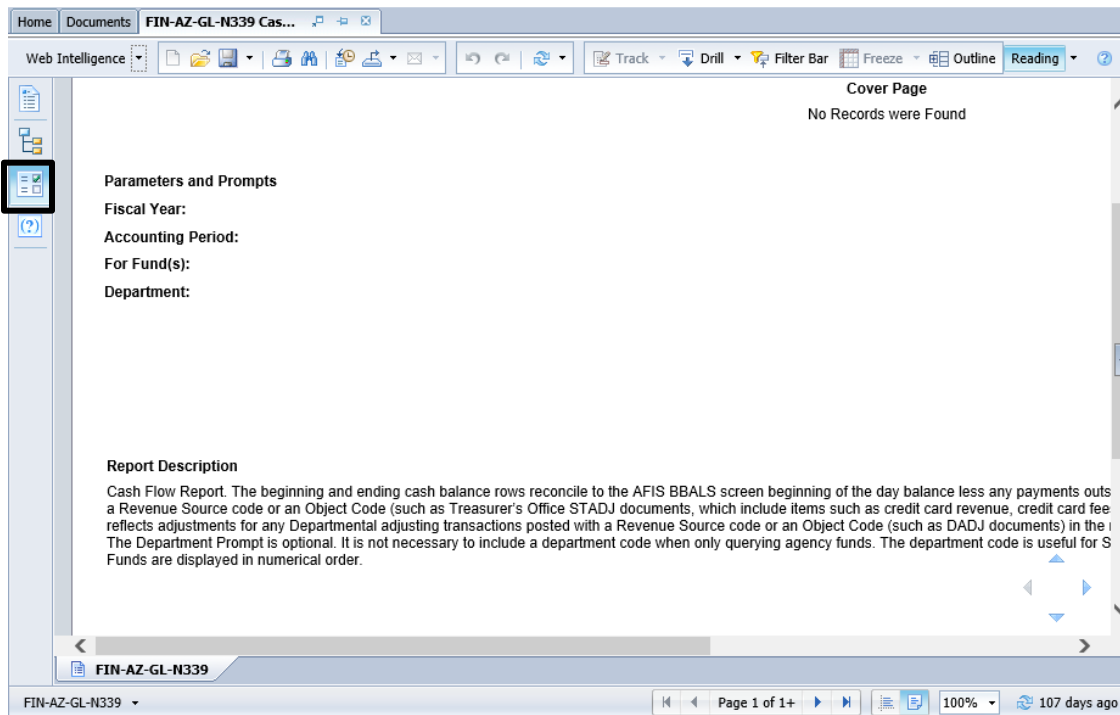 Home Documents FIN-AZ-GL-N339 Cas...
Web Intelligence Track Drill Filter Bar Freeze Outline Reading
Cover Page
No Records were Found
Parameters and Prompts
Fiscal Year:
Accounting Period:
For Fund(s):
Department:
Report Description
Cash Flow Report. The beginning and ending cash balance rows reconcile to the AFIS BBALS screen beginning of the day balance less any payments outs
a Revenue Source code or an Object Code (such as Treasurer's Office STADJ documents, which include items such as credit card revenue, credit card fee
reflects adjustments for any Departmental adjusting transactions posted with a Revenue Source code or an Object Code (such as DADJ documents) in the
The Department Prompt is optional. It is not necessary to include a department code when only querying agency funds. The department code is useful for S
Funds are displayed in numerical order.
FIN-AZ-GL-N339
FIN-AZ-GL-N339 Page 1 of 1+ 100% 107 days ago